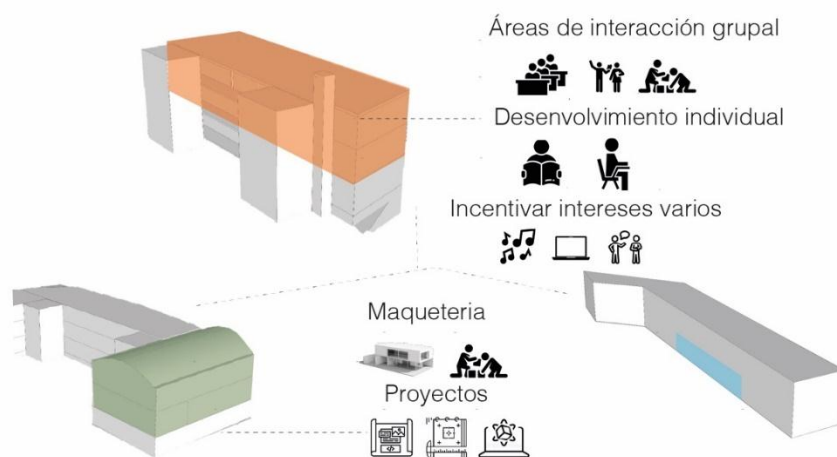 Áreas de interacción grupal
Desenvolvimiento individual
Incentivar intereses varios
Maqueteria
Proyectos